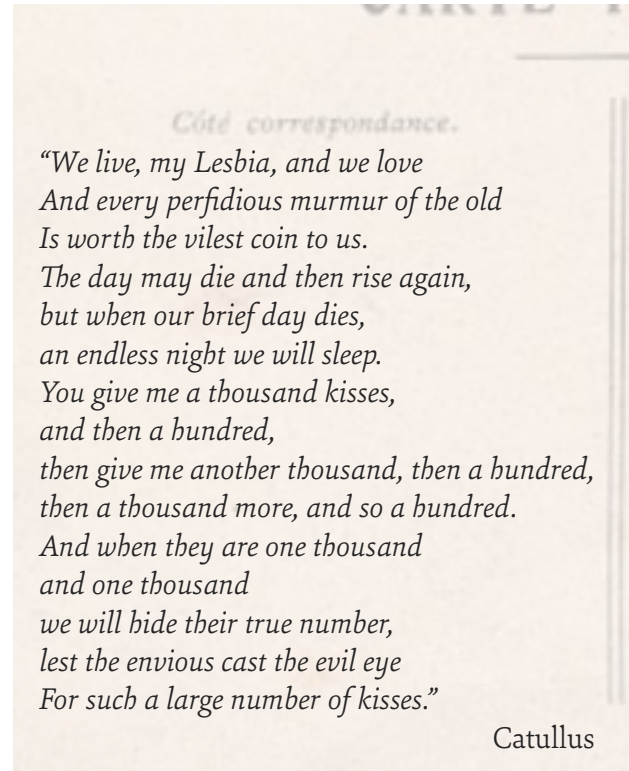 Côté correspondance.
“We live, my Lesbia, and we love
And every perfidious murmur of the old
Is worth the vilest coin to us.
The day may die and then rise again,
but when our brief day dies,
an endless night we will sleep.
You give me a thousand kisses,
and then a hundred,
then give me another thousand, then a hundred,
then a thousand more, and so a hundred.
And when they are one thousand
and one thousand
we will hide their true number,
lest the envious cast the evil eye
For such a large number of kisses.”
Catullus